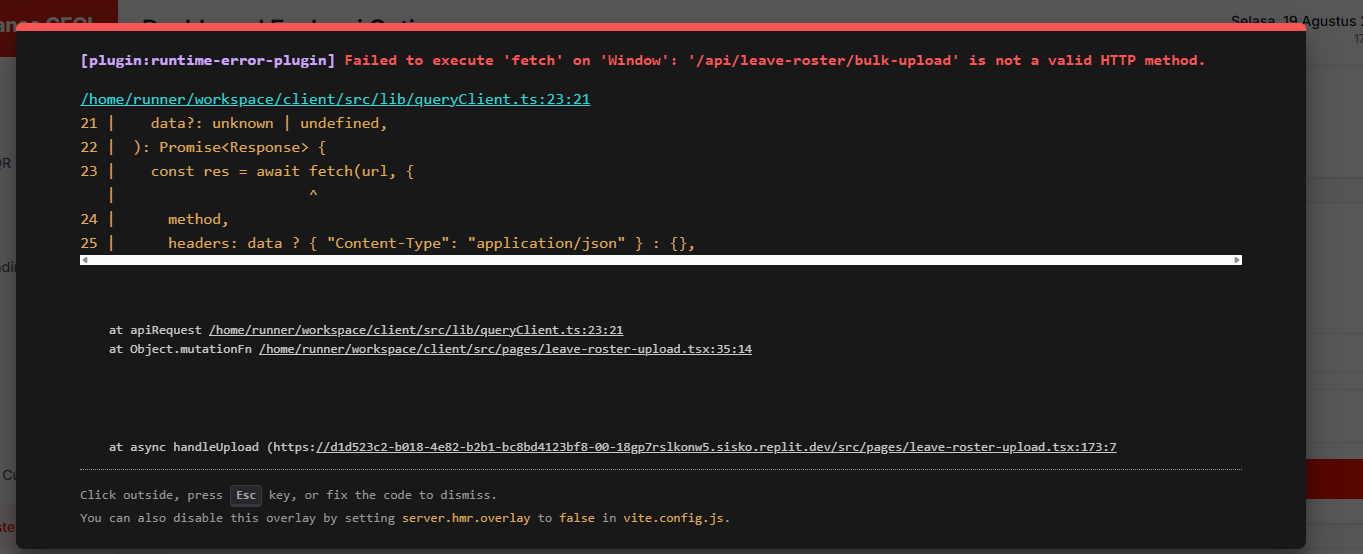 Selasa, 19 Agustus
[plugin:runtime-error-plugin] Failed to execute 'fetch' on 'Window': '/api/leave-roster/bulk-upload' is not a valid HTTP method.
/home/runner/workspace/client/src/lib/queryClient.ts:23:21
21 |    data?: unknown | undefined,
22 |  ): Promise<Response> {
23 |    const res = await fetch(url, {
   |                      ^
24 |      method,
25 |      headers: data ? { "Content-Type": "application/json" } : {},
at apiRequest /home/runner/workspace/client/src/lib/queryClient.ts:23:21
at Object.mutationFn /home/runner/workspace/client/src/pages/leave-roster-upload.tsx:35:14
at async handleUpload (https://d1d523c2-b018-4e82-b2b1-bc8bd4123bf8-00-18gp7rslkonw5.sisko.replit.dev/src/pages/leave-roster-upload.tsx:173:7
Click outside, press Esc key, or fix the code to dismiss.
You can also disable this overlay by setting server.hmr.overlay to false in vite.config.js.